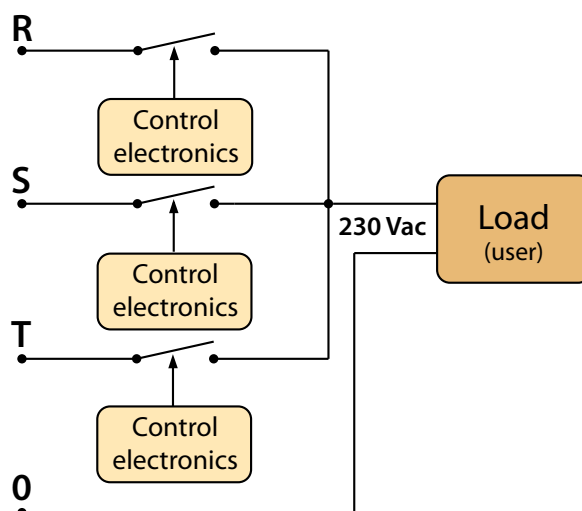 R
Control
electronics
S
230 Vac
Load
(user)
Control
electronics
T
Control
electronics
0